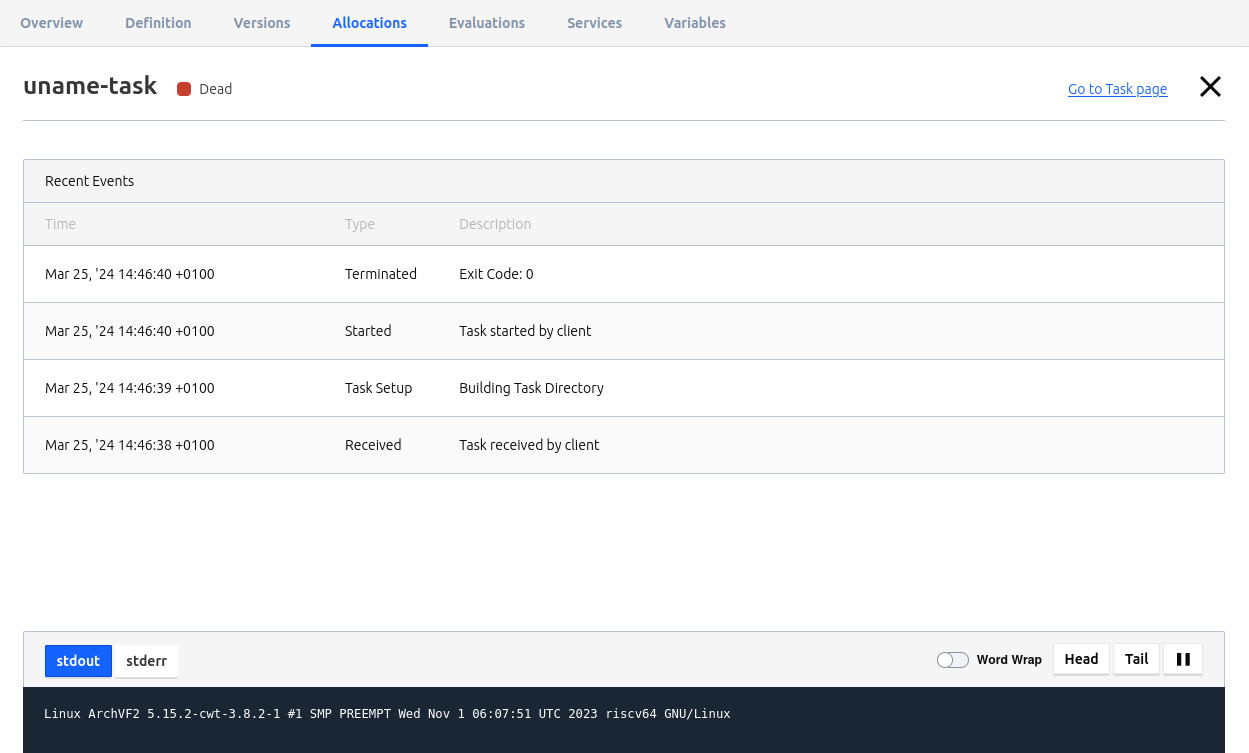 Overview Definition Versions Allocations Evaluations Services Variables
uname-task Dead Go to Task page
Recent Events
Time Type Description
Mar 25, '24 14:46:40 +0100 Terminated Exit Code: 0
Mar 25, '24 14:46:40 +0100 Started Task started by client
Mar 25, '24 14:46:39 +0100 Task Setup Building Task Directory
Mar 25, '24 14:46:38 +0100 Received Task received by client
stdout stderr Word Wrap Head Tail
Linux ArchVF2 5.15.2-cwt-3.8.2-1 #1 SMP PREEMPT Wed Nov 1 06:07:51 UTC 2023 riscv64 GNU/Linux